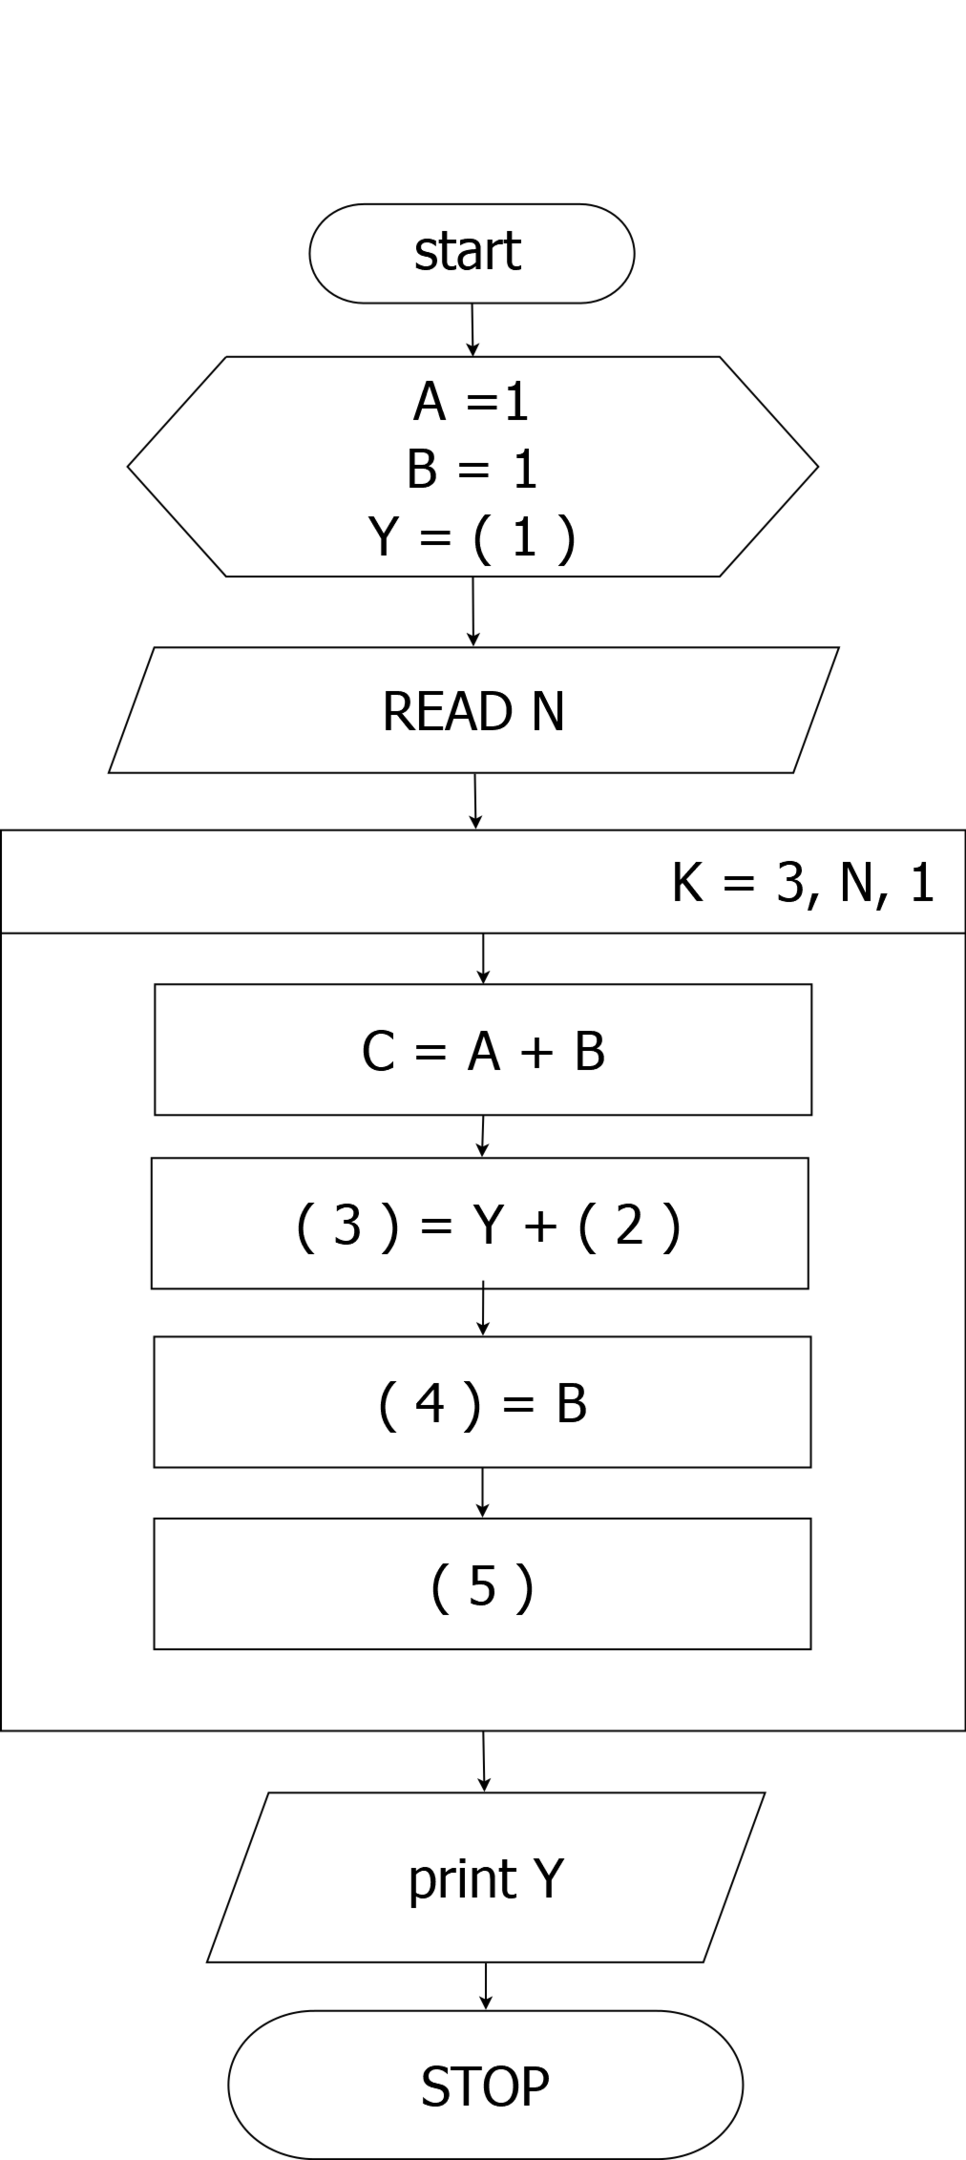 start
A =1
B = 1
Y = ( 1 )
READ N
K = 3, N, 1
C = A + B
( 3 ) = Y + ( 2 )
( 4 ) = B
( 5 )
print Y
STOP